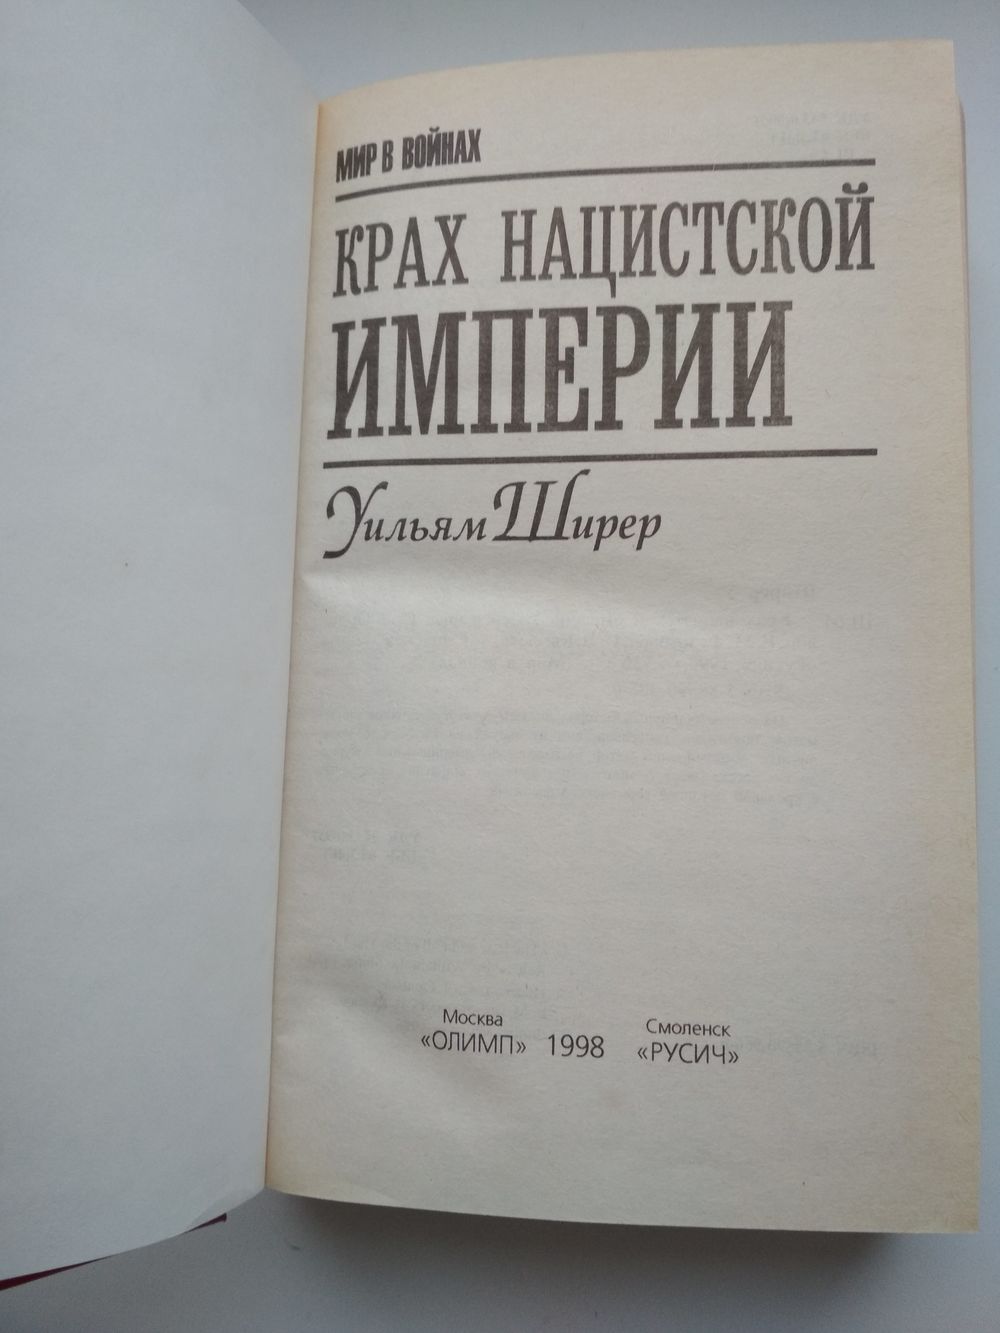 МИР В ВОЙНАХ
КРАХ НАЦИСТСКОЙ
ИМПЕРИИ
Уильям Ширер
Москва
«ОЛИМП»
1998
Смоленск
«РУСИЧ»